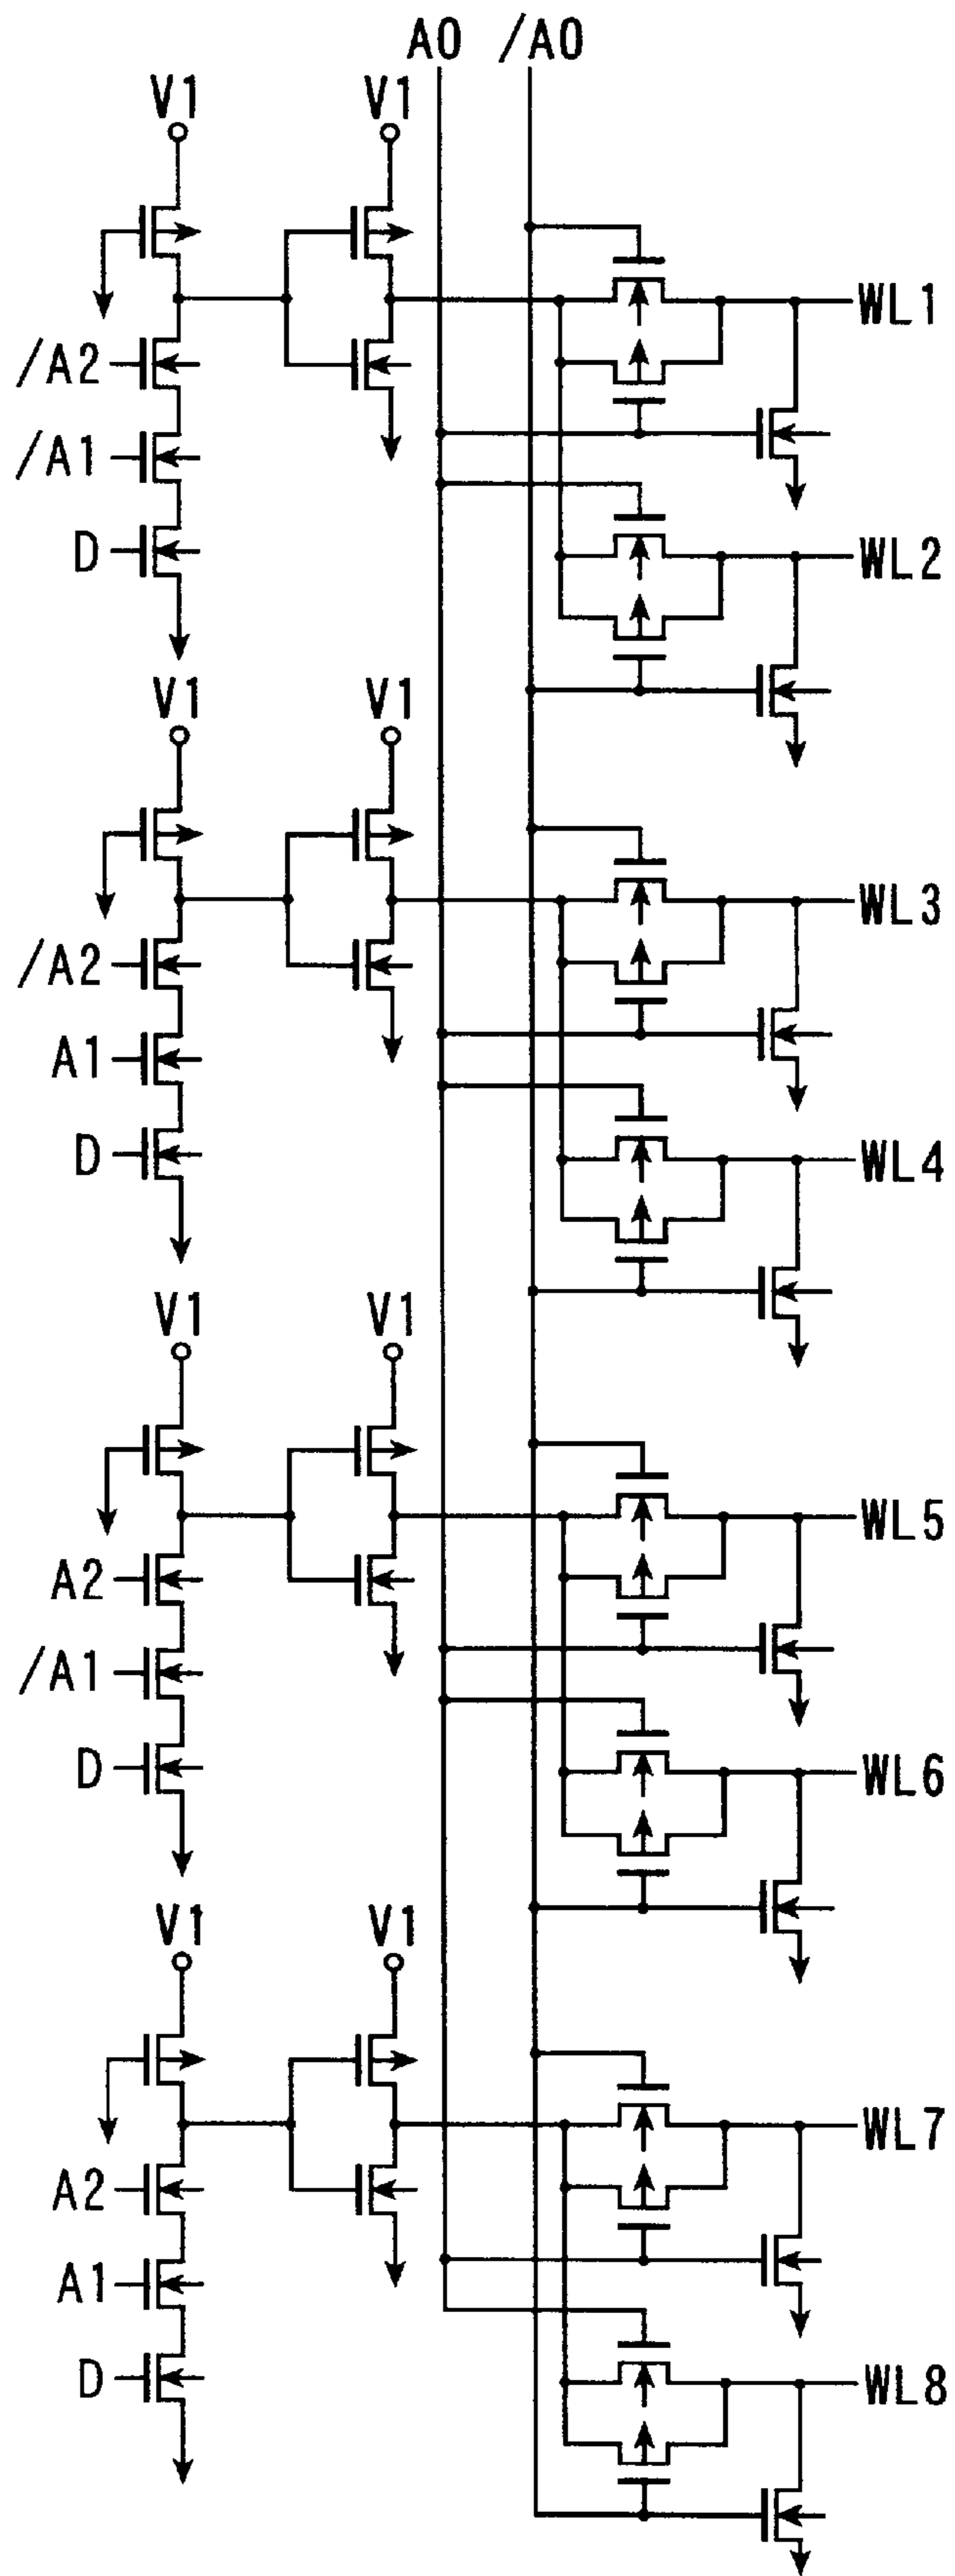 A0 /A0
V1 V1
WL1
/A2
/A1
D
WL2
V1 V1
WL3
/A2
A1
D
WL4
V1 V1
WL5
A2
/A1
D
WL6
V1 V1
WL7
A2
A1
D
WL8